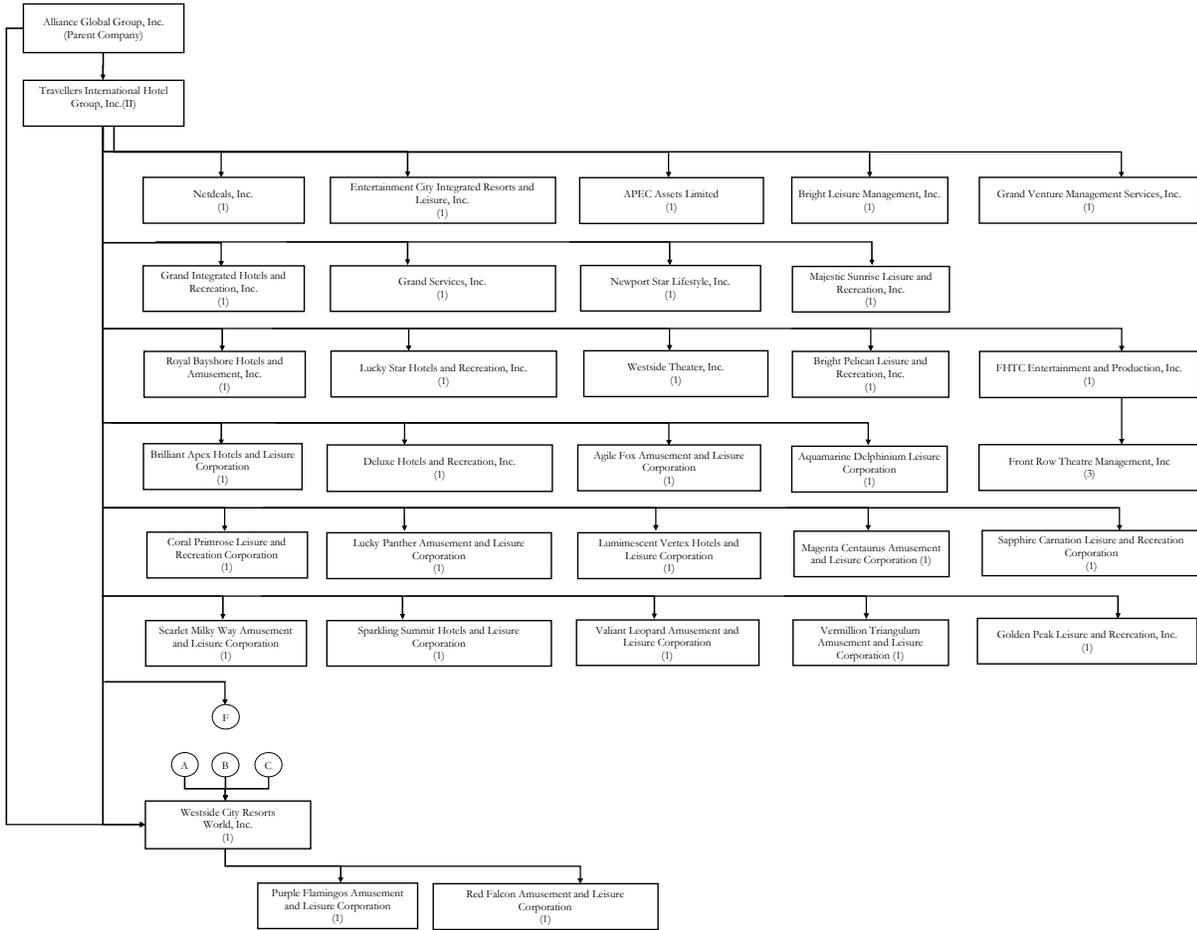 Alliance Global Group, Inc.
(Parent Company)
Travellers International Hotel
Group, Inc.(II)
Netdeals, Inc.
(1)
Entertainment City Integrated Resorts and
Leisure, Inc.
(1)
APEC Assets Limited
(1)
Bright Leisure Management, Inc.
(1)
Grand Venture Management Services, Inc.
(1)
Grand Integrated Hotels and
Recreation, Inc.
(1)
Grand Services, Inc.
(1)
Newport Star Lifestyle, Inc.
(1)
Majestic Sunrise Leisure and
Recreation, Inc.
(1)
Royal Bayshore Hotels and
Amusement, Inc.
(1)
Lucky Star Hotels and Recreation, Inc.
(1)
Westside Theater, Inc.
(1)
Bright Pelican Leisure and
Recreation, Inc.
(1)
FHTC Entertainment and Production, Inc.
(1)
Brilliant Apex Hotels and Leisure
Corporation
(1)
Deluxe Hotels and Recreation, Inc.
(1)
Agile Fox Amusement and Leisure
Corporation
(1)
Aquamarine Delphinium Leisure
Corporation
(1)
Front Row Theatre Management, Inc
(3)
Coral Primrose Leisure and
Recreation Corporation
(1)
Lucky Panther Amusement and Leisure
Corporation
(1)
Lumimescent Vertex Hotels and
Leisure Corporation
(1)
Magenta Centaurus Amusement
and Leisure Corporation (1)
Sapphire Carnation Leisure and Recreation
Corporation
(1)
Scarlet Milky Way Amusement
and Leisure Corporation
(1)
Sparkling Summit Hotels and Leisure
Corporation
(1)
Valiant Leopard Amusement and
Leisure Corporation
(1)
Vermillion Triangulum
Amusement and Leisure
Corporation (1)
Golden Peak Leisure and Recreation, Inc.
(1)
F
A
B
C
Westside City Resorts
World, Inc.
(1)
Purple Flamingos Amusement
and Leisure Corporation
(1)
Red Falcon Amusement and Leisure
Corporation
(1)